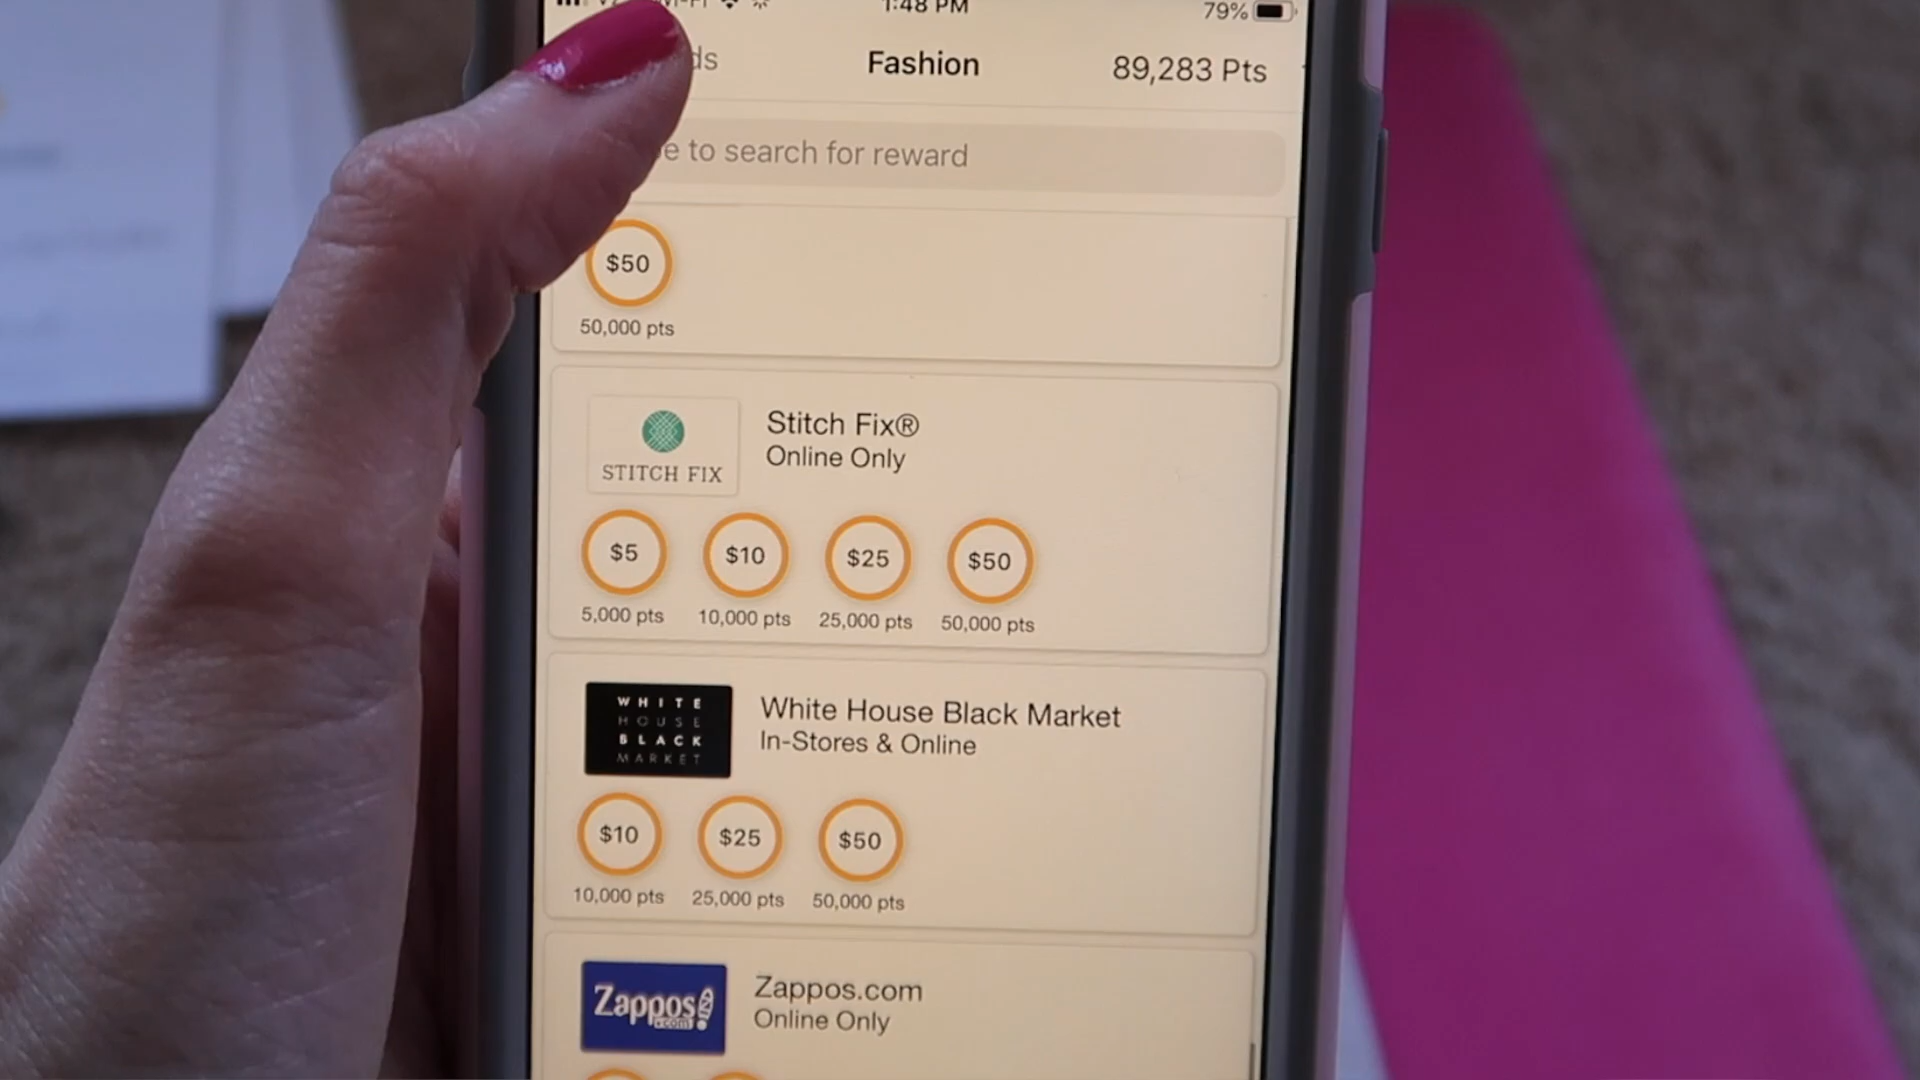 1:48 PM
79%
Fashion
89,283 Pts
to search for reward
$50
50,000 pts
STITCH FIX
Stitch Fix®
Online Only
$5
$10
$25
$50
5,000 pts
10,000 pts
25,000 pts
50,000 pts
WHITE
HOUSE
BLACK
MARKET
White House Black Market
In-Stores & Online
$10
$25
$50
10,000 pts
25,000 pts
50,000 pts
Zappos
.com
Zappos.com
Online Only